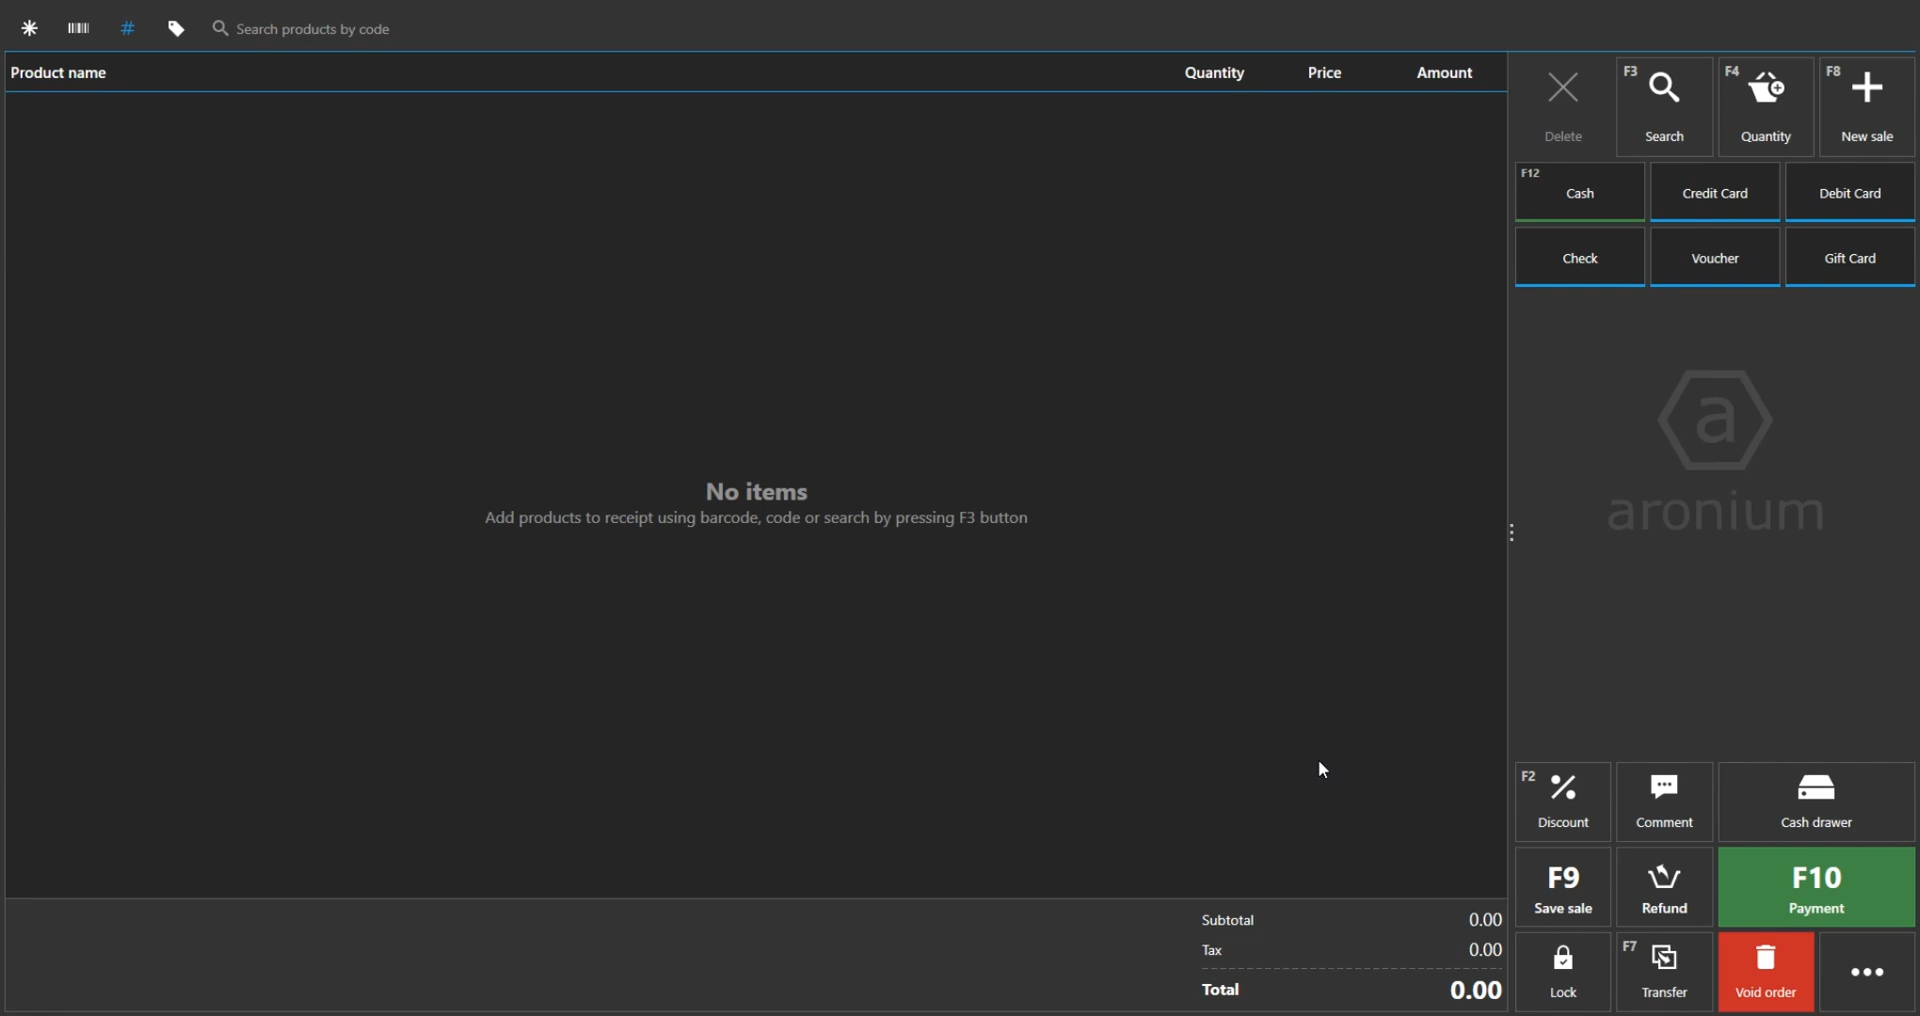 # Search products by code
Product name Quantity Price Amount
No items
Add products to receipt using barcode, code or search by pressing F3 button
Subtotal 0.00
Tax 0.00
Total 0.00
Delete
F3 Search
F4 Quantity
F8 New sale
F12 Cash
Credit Card
Debit Card
Check
Voucher
Gift Card
a
aronium
F2 Discount
Comment
Cash drawer
F9
Save sale
Refund
F10
Payment
Lock
F7 Transfer
Void order